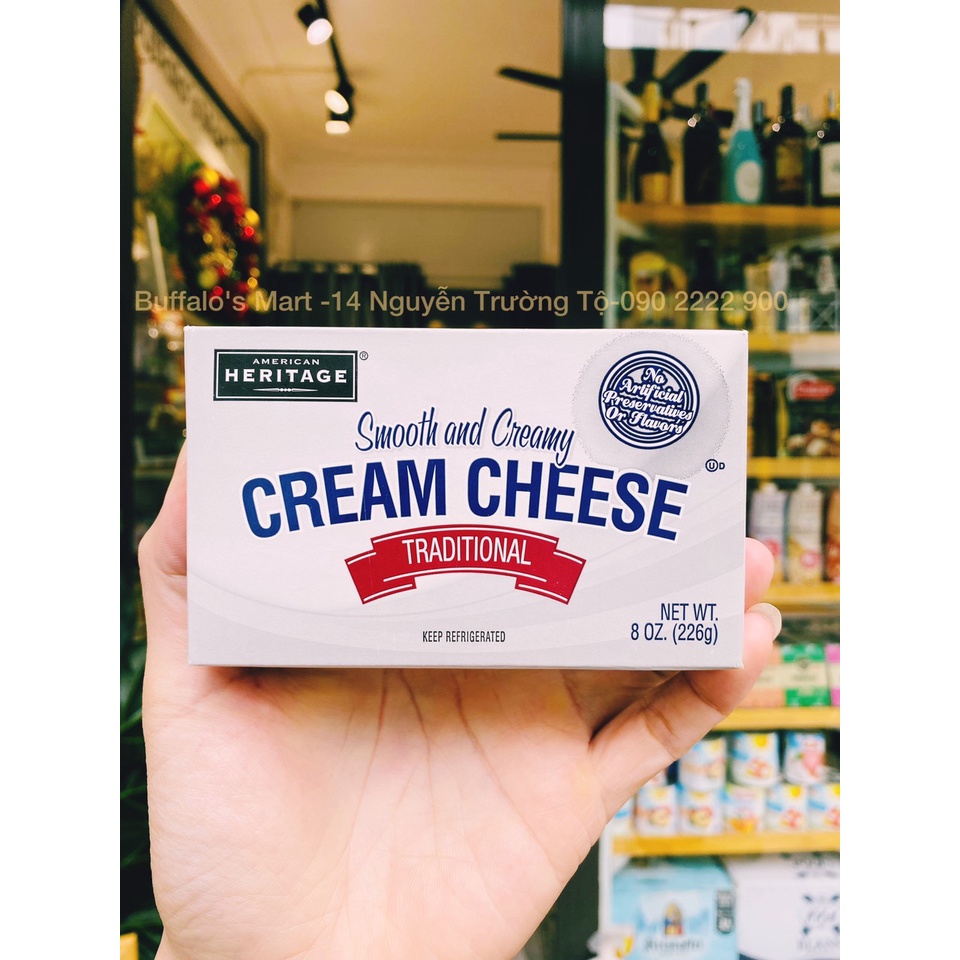 Buffalo's Mart -14 Nguyễn Trường Tộ-090 2222 900
AMERICAN
HERITAGE
®
No
Artificial
Preservatives
Or Flavors
Smooth and Creamy
U D
CREAM CHEESE
TRADITIONAL
NET WT.
8 OZ. (226g)
KEEP REFRIGERATED